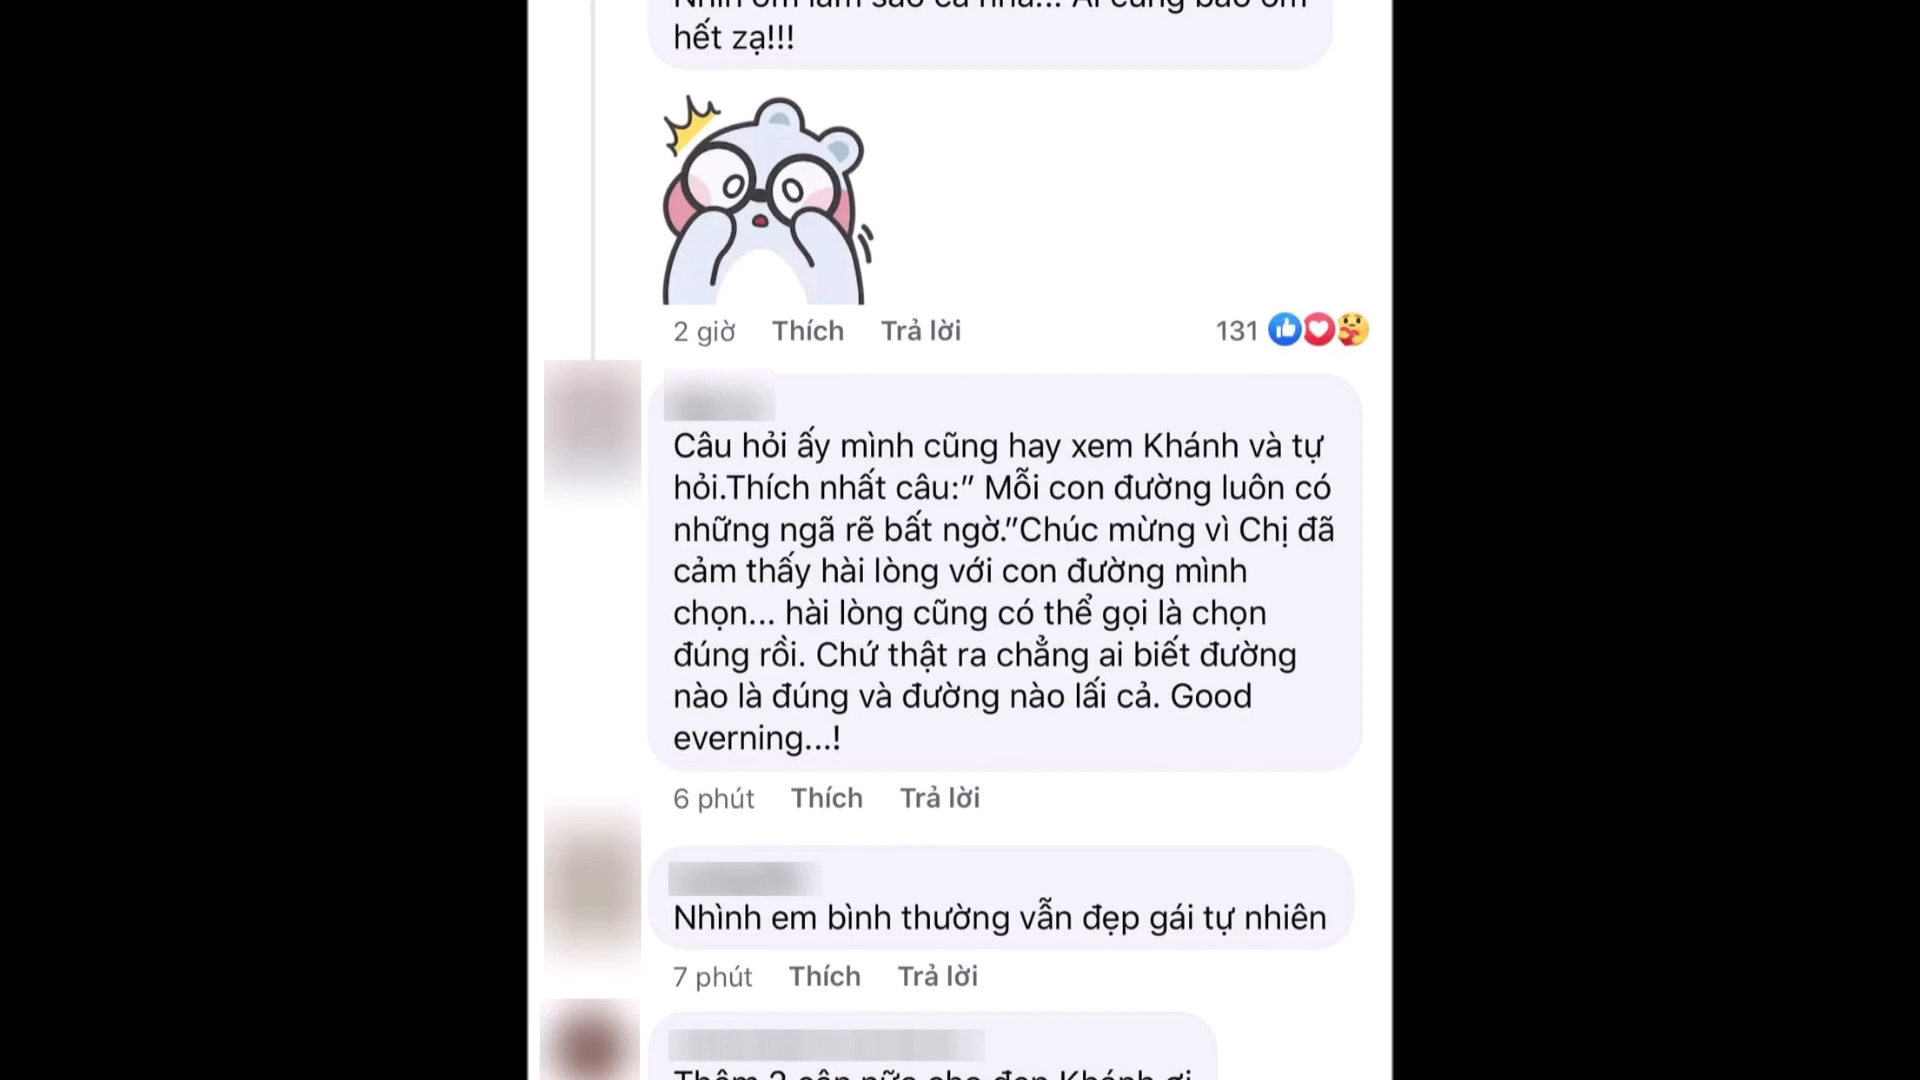 hết zạ!!!
2 giờ Thích Trả lời 131
Câu hỏi ấy mình cũng hay xem Khánh và tự
hỏi.Thích nhất câu:” Mỗi con đường luôn có
những ngã rẽ bất ngờ.”Chúc mừng vì Chị đã
cảm thấy hài lòng với con đường mình
chọn... hài lòng cũng có thể gọi là chọn
đúng rồi. Chứ thật ra chẳng ai biết đường
nào là đúng và đường nào lấi cả. Good
everning...!
6 phút Thích Trả lời
Nhình em bình thường vẫn đẹp gái tự nhiên
7 phút Thích Trả lời